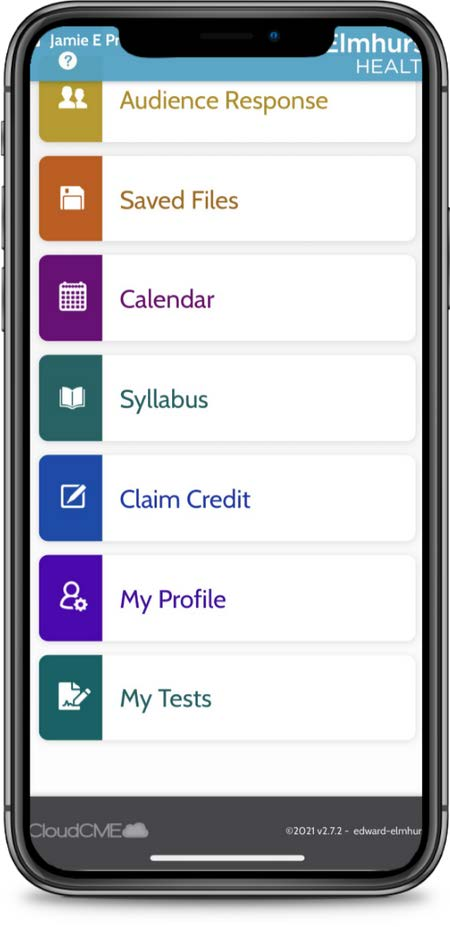 Jamie E
Elmhurs
HEALT
?
Audience Response
Saved Files
Calendar
Syllabus
Claim Credit
My Profile
My Tests
CloudCME
©2021 v2.7.2 - edward-elmhur